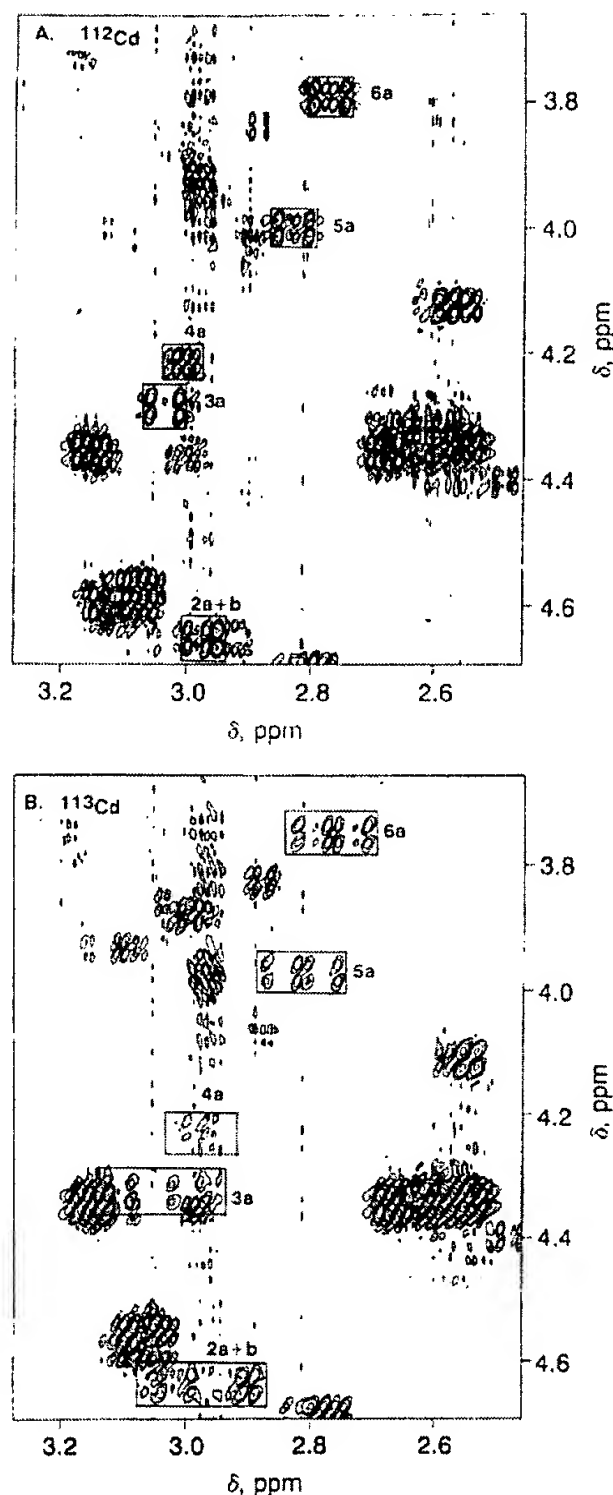 A. ¹¹²Cd
6a
5a
4a
3a
2a+b
3.8
4.0
4.2
4.4
4.6
δ, ppm
3.2 3.0 2.8 2.6
δ, ppm
B. ¹¹³Cd
6a
5a
4a
3a
2a+b
3.8
4.0
4.2
4.4
4.6
δ, ppm
3.2 3.0 2.8 2.6
δ, ppm